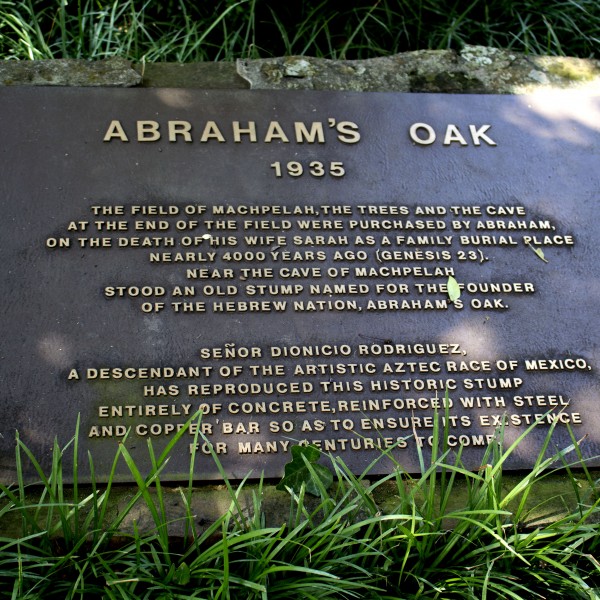 ABRAHAM'S OAK
1935
THE FIELD OF MACHPELAH, THE TREES AND THE CAVE
AT THE END OF THE FIELD WERE PURCHASED BY ABRAHAM,
ON THE DEATH OF HIS WIFE SARAH AS A FAMILY BURIAL PLACE
NEARLY 4000 YEARS AGO (GENESIS 23).
NEAR THE CAVE OF MACHPELAH
STOOD AN OLD STUMP NAMED FOR THE FOUNDER
OF THE HEBREW NATION, ABRAHAM'S OAK.
SEÑOR DIONICIO RODRIGUEZ,
A DESCENDANT OF THE ARTISTIC AZTEC RACE OF MEXICO,
HAS REPRODUCED THIS HISTORIC STUMP
ENTIRELY OF CONCRETE, REINFORCED WITH STEEL
AND COPPER BAR SO AS TO ENSURE ITS EXISTENCE
FOR MANY CENTURIES TO COME.